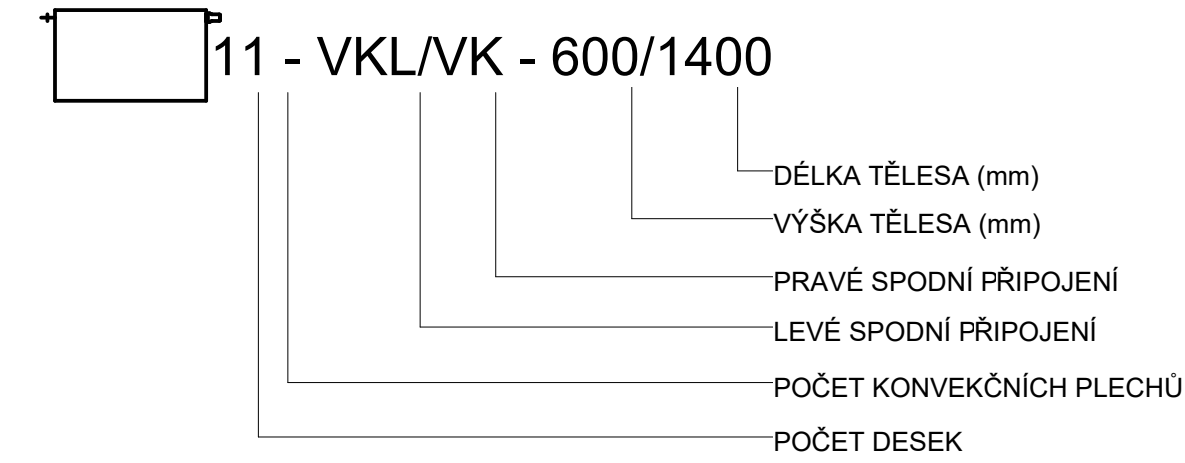 11 - VKL/VK - 600/1400
DÉLKA TĚLESA (mm)
VÝŠKA TĚLESA (mm)
PRAVÉ SPODNÍ PŘIPOJENÍ
LEVÉ SPODNÍ PŘIPOJENÍ
POČET KONVEKČNÍCH PLECHŮ
POČET DESEK